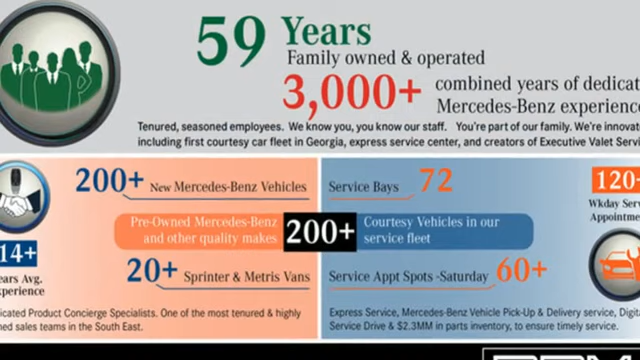 59 Years
Family owned & operated
3,000+ combined years of dedicat
Mercedes-Benz experience
Tenured, seasoned employees. We know you, you know our staff. You're part of our family. We're innovat
including first courtesy car fleet in Georgia, express service center, and creators of Executive Valet Servi
200+ New Mercedes-Benz Vehicles
Service Bays 72
120+
Wkday Serv
Appointme
Pre-Owned Mercedes-Benz
and other quality makes
200+
Courtesy Vehicles in our
service fleet
14+
ears Avg.
xperience
20+ Sprinter & Metris Vans
Service Appt Spots -Saturday 60+
dicated Product Concierge Specialists. One of the most tenured & highly
ned sales teams in the South East.
Express Service, Mercedes-Benz Vehicle Pick-Up & Delivery service, Digita
Service Drive & $2.3MM in parts inventory, to ensure timely service.